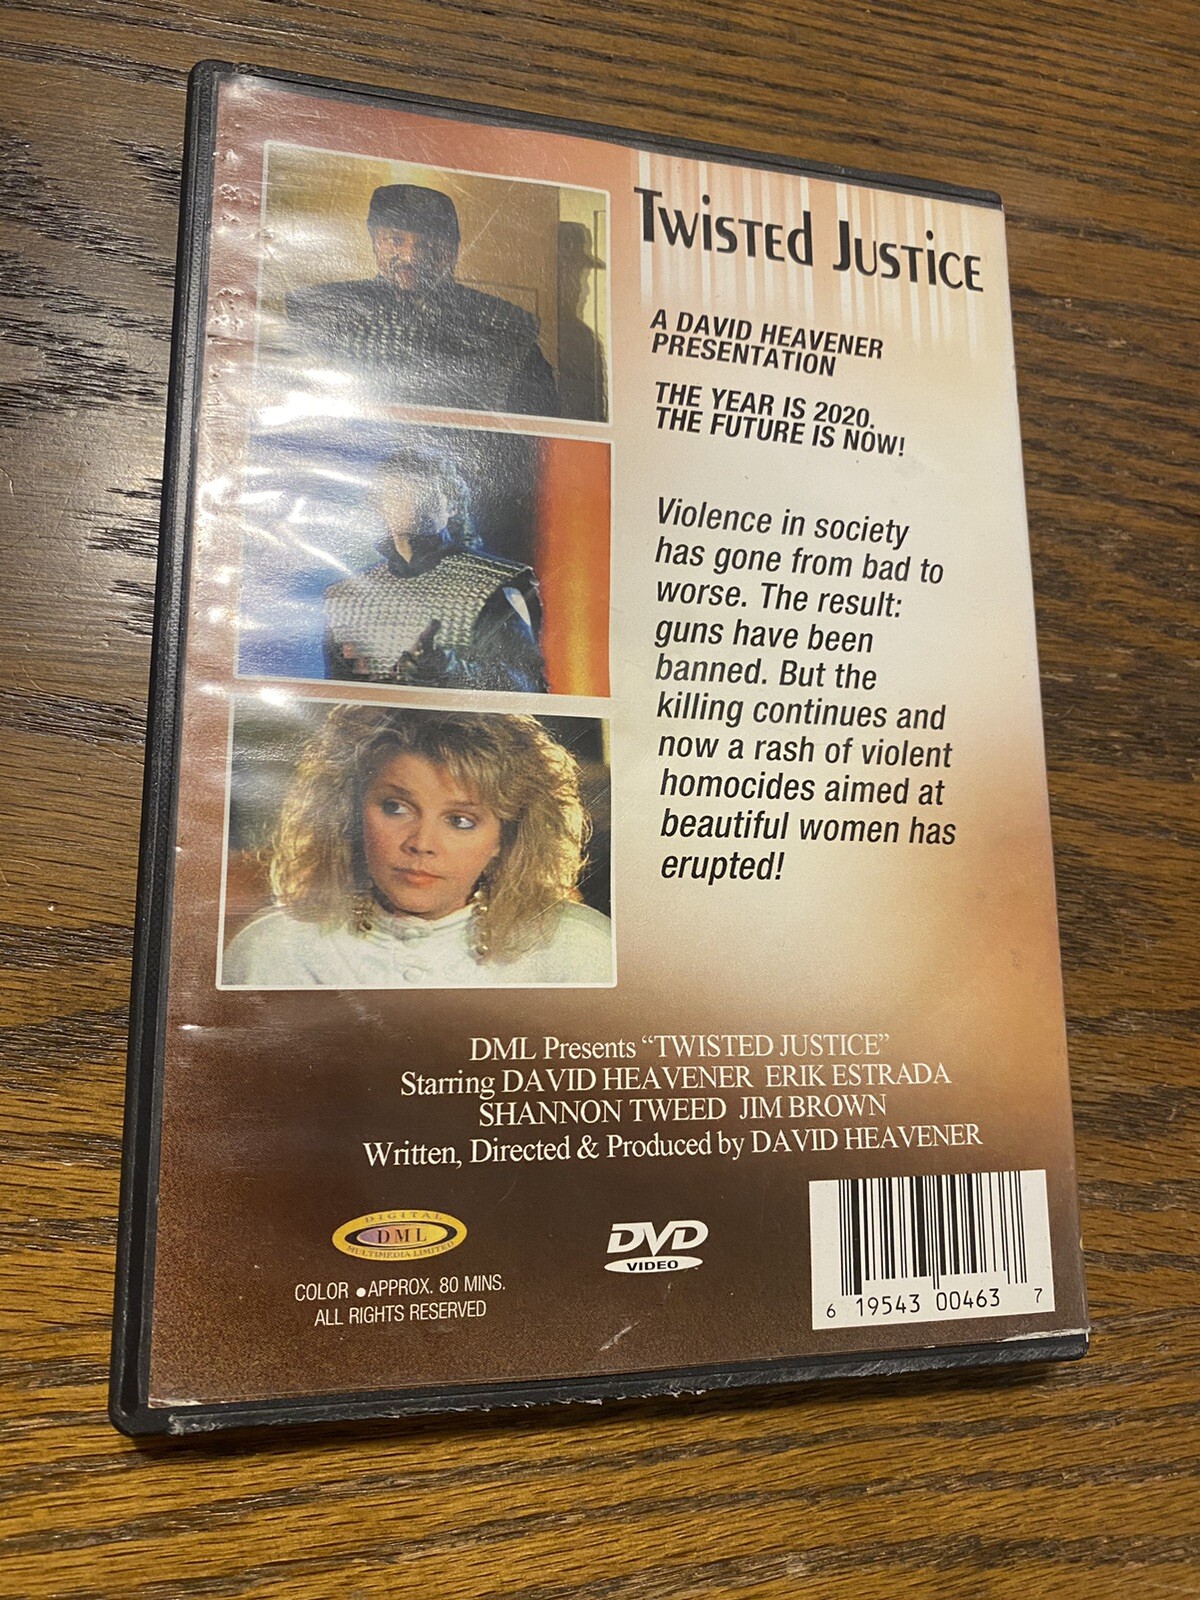 TWISTED JUSTICE
A DAVID HEAVENER
PRESENTATION
THE YEAR IS 2020.
THE FUTURE IS NOW!
Violence in society
has gone from bad to
worse. The result:
guns have been
banned. But the
killing continues and
now a rash of violent
homocides aimed at
beautiful women has
erupted!
DML Presents “TWISTED JUSTICE”
Starring DAVID HEAVENER ERIK ESTRADA
SHANNON TWEED JIM BROWN
Written, Directed & Produced by DAVID HEAVENER
DIGITAL
DML
MULTIMEDIA LIMITED
COLOR ● APPROX. 80 MINS.
ALL RIGHTS RESERVED
DVD
VIDEO
6 19543 00463 7